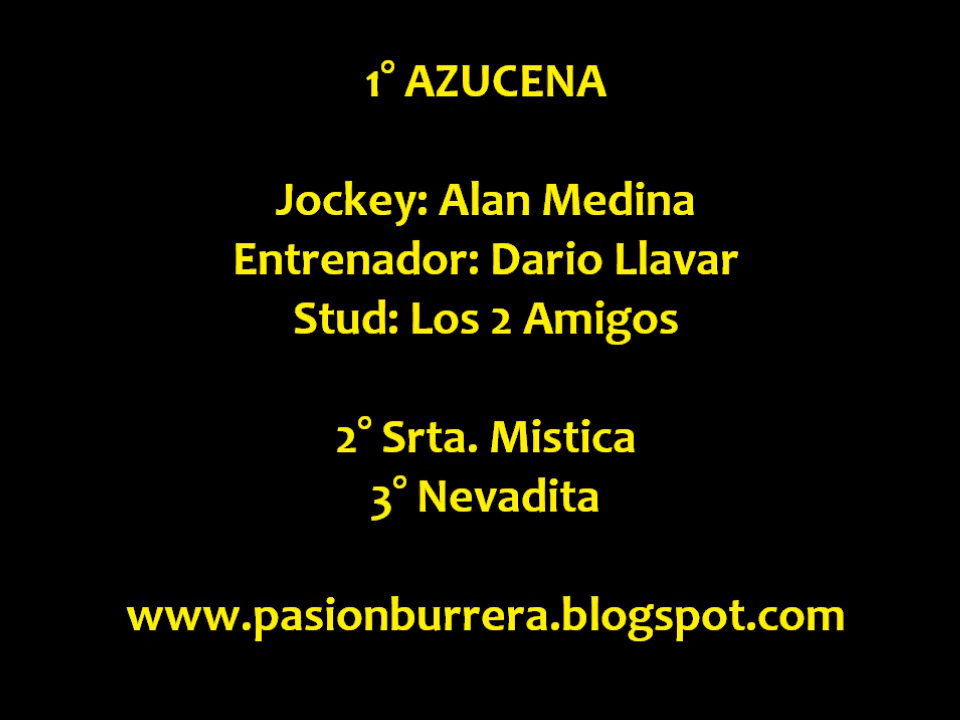 1° AZUCENA
Jockey: Alan Medina
Entrenador: Dario Llavar
Stud: Los 2 Amigos
2° Srta. Mistica
3° Nevadita
www.pasionburrera.blogspot.com